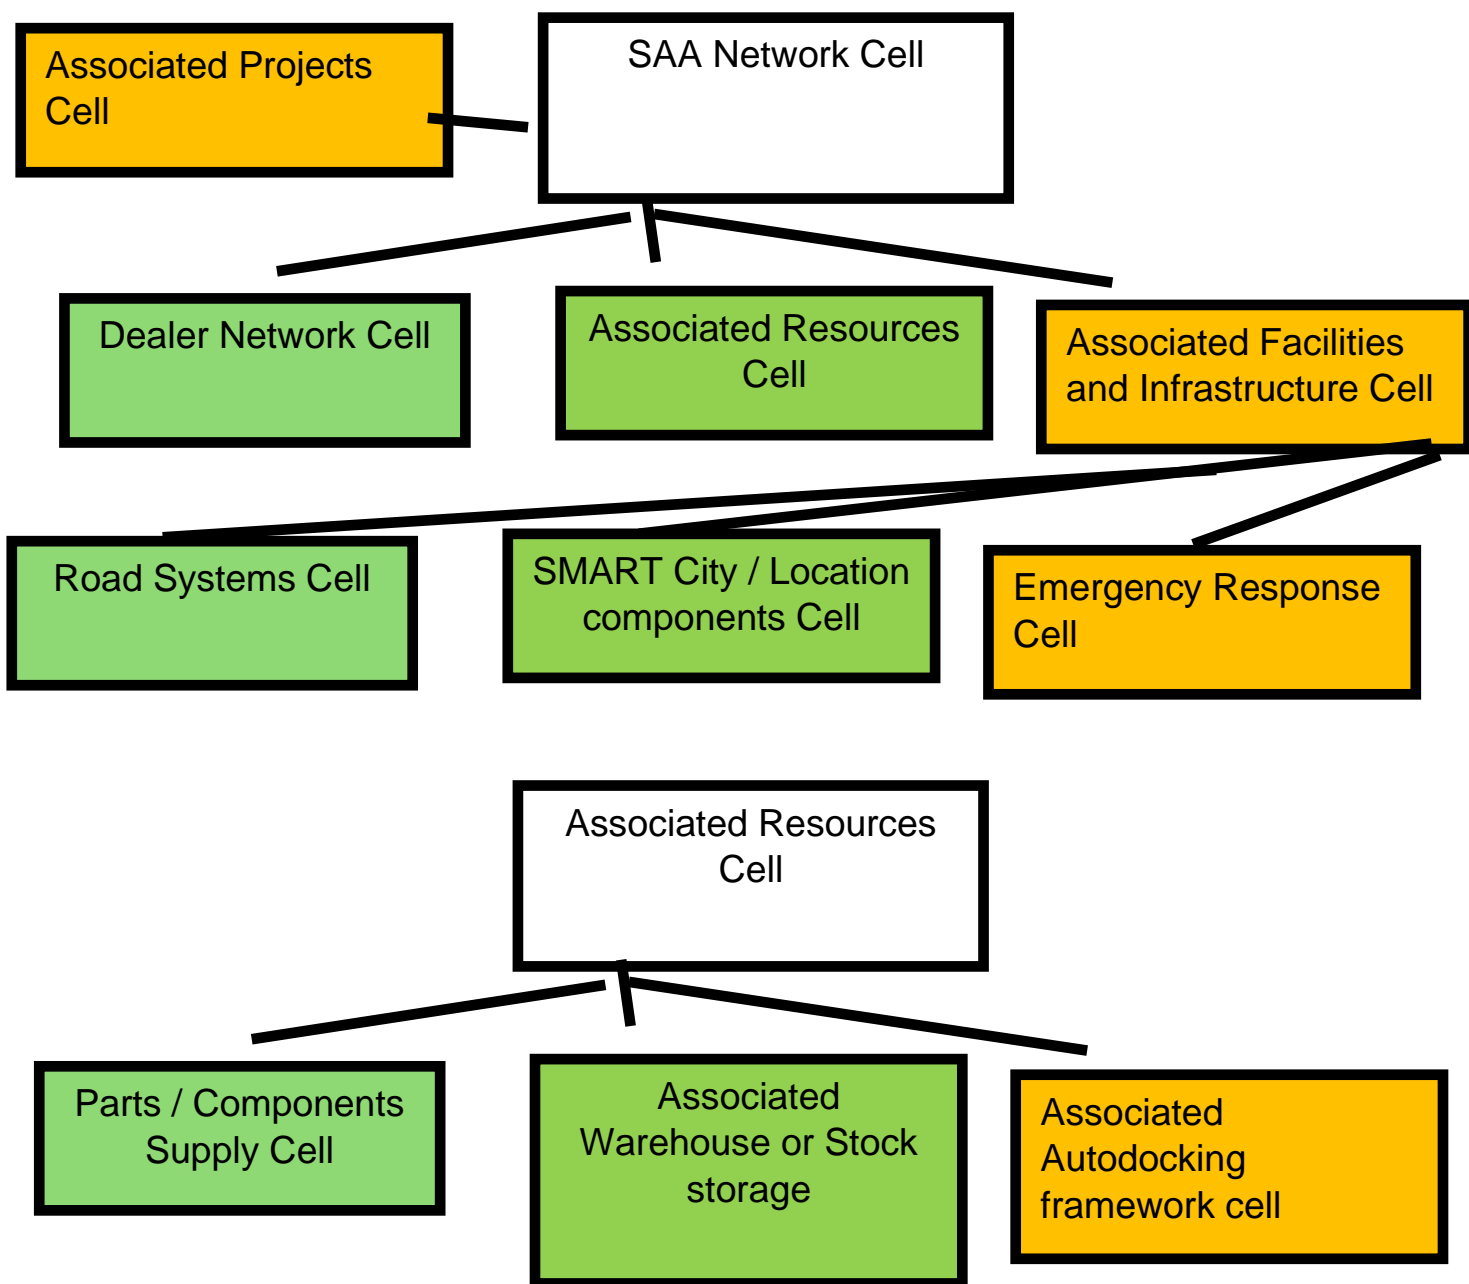 Associated Projects
Cell
SAA Network Cell
Dealer Network Cell
Associated Resources
Cell
Associated Facilities
and Infrastructure Cell
Road Systems Cell
SMART City / Location
components Cell
Emergency Response
Cell
Associated Resources
Cell
Parts / Components
Supply Cell
Associated
Warehouse or Stock
storage
Associated
Autodocking
framework cell